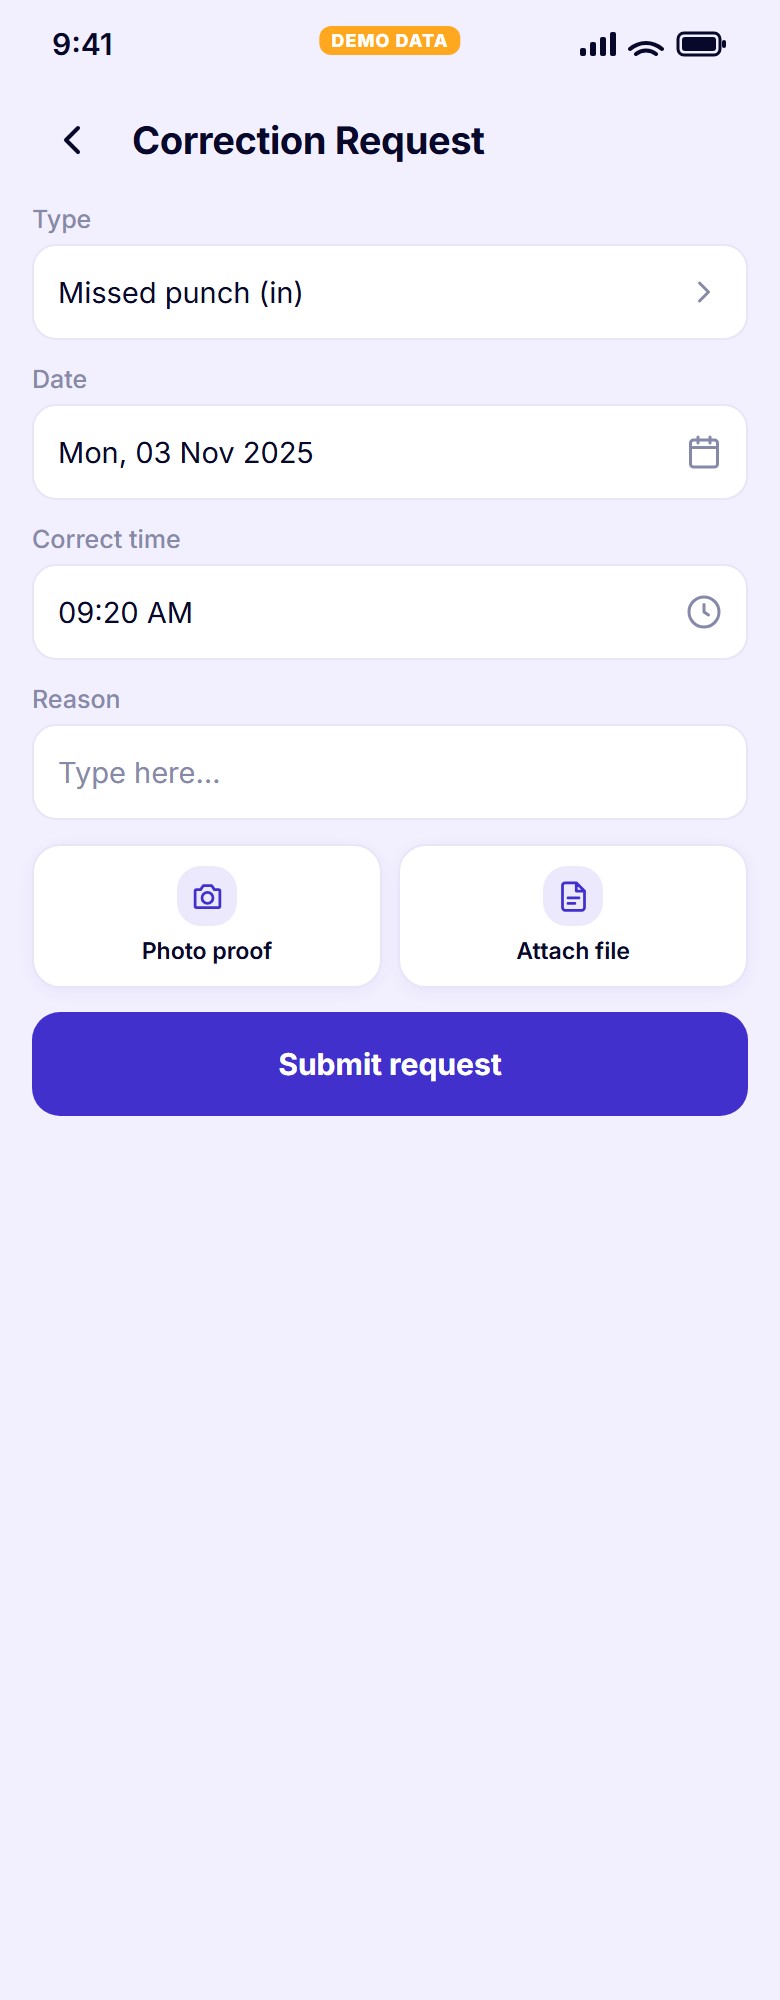 9:41
DEMO DATA
Correction Request
Type
Missed punch (in)
Date
Mon, 03 Nov 2025
Correct time
09:20 AM
Reason
Type here...
Photo proof
Attach file
Submit request